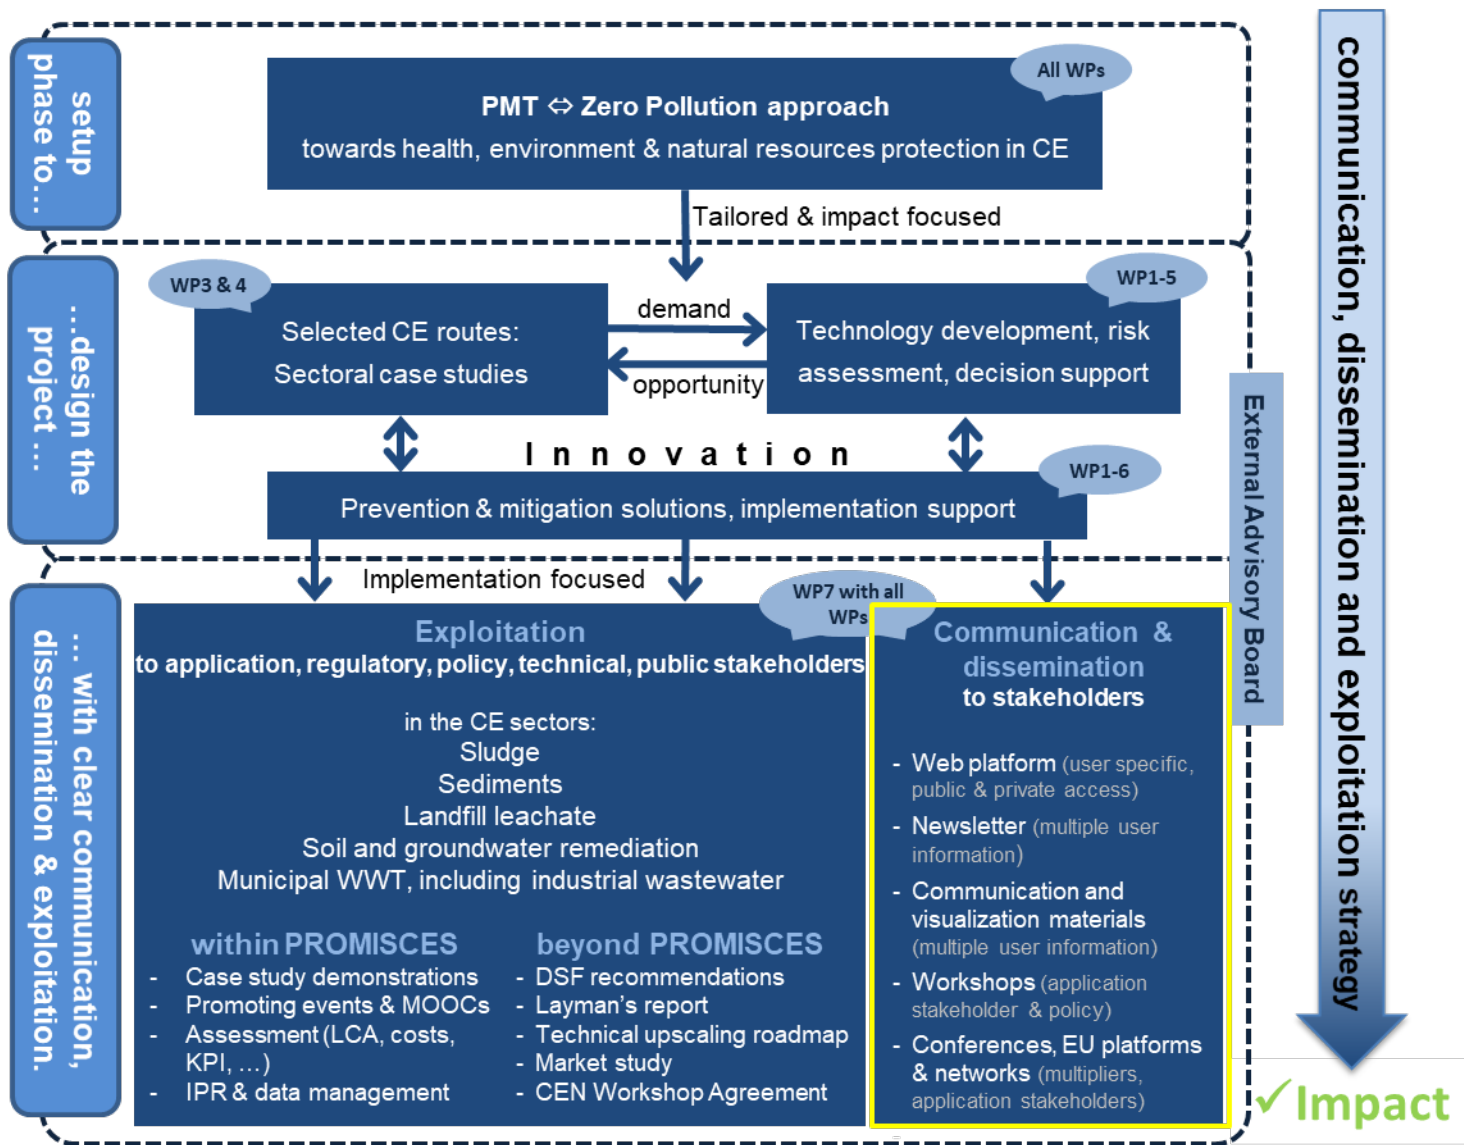 setup
phase to…
All WPs
PMT ⇔ Zero Pollution approach
towards health, environment & natural resources protection in CE
Tailored & impact focused
…design the
project …
WP3 & 4
Selected CE routes:
Sectoral case studies
demand
opportunity
WP1-5
Technology development, risk
assessment, decision support
Innovation
WP1-6
Prevention & mitigation solutions, implementation support
Implementation focused
… with clear communication,
dissemination & exploitation.
WP7 with all
WPs
Exploitation
to application, regulatory, policy, technical, public stakeholders
in the CE sectors:
Sludge
Sediments
Landfill leachate
Soil and groundwater remediation
Municipal WWT, including industrial wastewater
within PROMISCES
- Case study demonstrations
- Promoting events & MOOCs
- Assessment (LCA, costs,
KPI, …)
- IPR & data management
beyond PROMISCES
- DSF recommendations
- Layman's report
- Technical upscaling roadmap
- Market study
- CEN Workshop Agreement
Communication &
dissemination
to stakeholders
- Web platform (user specific,
public & private access)
- Newsletter (multiple user
information)
- Communication and
visualization materials
(multiple user information)
- Workshops (application
stakeholder & policy)
- Conferences, EU platforms
& networks (multipliers,
application stakeholders)
External Advisory Board
communication, dissemination and exploitation strategy
✓Impact